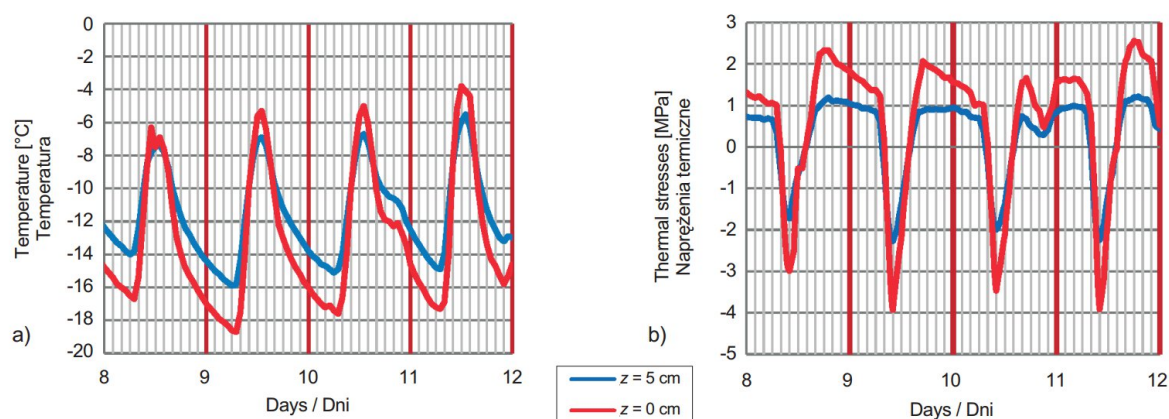 0
-2
-4
-6
-8
-10
-12
-14
-16
-18
-20
Temperature [°C]
Temperatura
a)
8 9 10 11 12
Days / Dni
z = 5 cm
z = 0 cm
3
2
1
0
-1
-2
-3
-4
-5
Thermal stresses [MPa]
Naprężenia termiczne
b)
8 9 10 11 12
Days / Dni